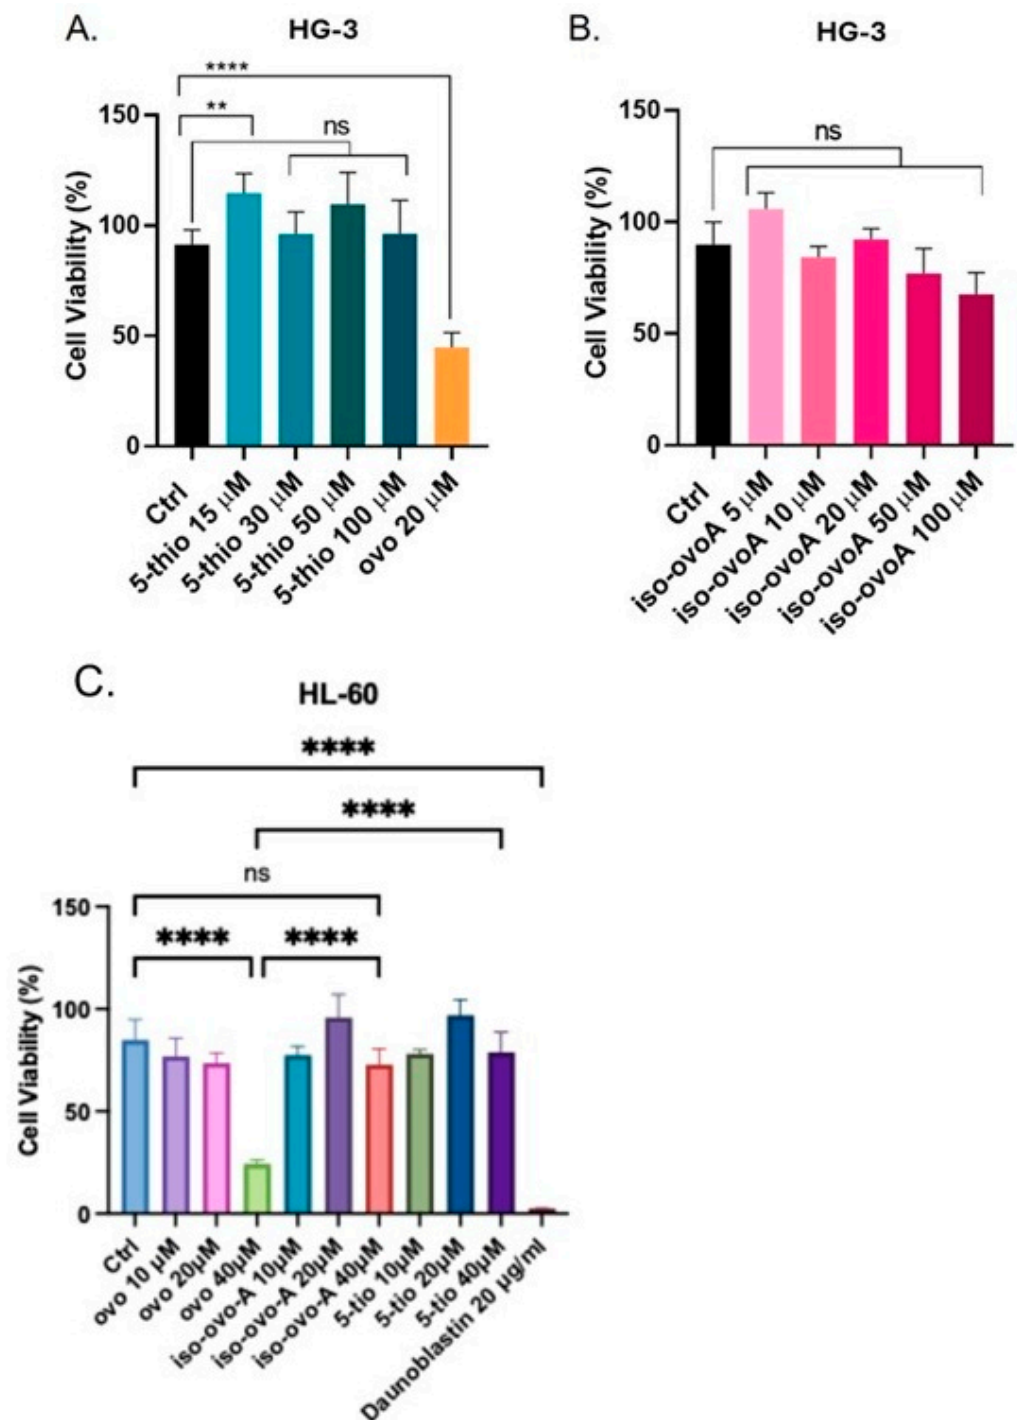 A.
HG-3
****
**
ns
150
100
50
0
Cell Viability (%)
Ctrl
5-thio 15 µM
5-thio 30 µM
5-thio 50 µM
5-thio 100 µM
ovo 20 µM
B.
HG-3
ns
150
100
50
0
Cell Viability (%)
Ctrl
iso-ovoA 5 µM
iso-ovoA 10 µM
iso-ovoA 20 µM
iso-ovoA 50 µM
iso-ovoA 100 µM
C.
HL-60
****
****
ns
**** ****
150
100
50
0
Cell Viability (%)
Ctrl
ovo 10 µM
ovo 20µM
ovo 40µM
iso-ovo-A 10µM
iso-ovo-A 20µM
iso-ovo-A 40µM
5-tio 10µM
5-tio 20µM
5-tio 40µM
Daunoblastin 20 µg/ml